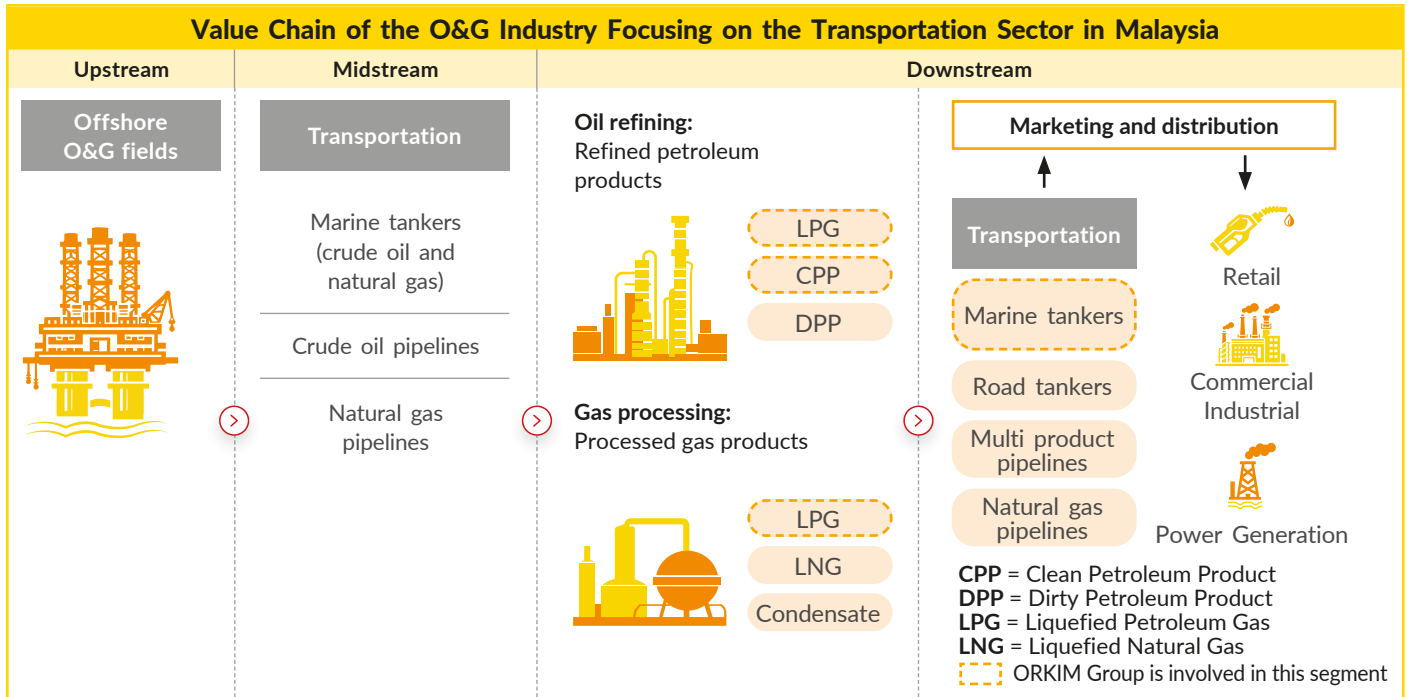 Value Chain of the O&G Industry Focusing on the Transportation Sector in Malaysia
Upstream
Midstream
Downstream
Offshore
O&G fields
Transportation
Marine tankers
(crude oil and
natural gas)
Crude oil pipelines
Natural gas
pipelines
Oil refining:
Refined petroleum
products
LPG
CPP
DPP
Gas processing:
Processed gas products
LPG
LNG
Condensate
Marketing and distribution
Transportation
Marine tankers
Road tankers
Multi product
pipelines
Natural gas
pipelines
Retail
Commercial
Industrial
Power Generation
CPP = Clean Petroleum Product
DPP = Dirty Petroleum Product
LPG = Liquefied Petroleum Gas
LNG = Liquefied Natural Gas
ORKIM Group is involved in this segment